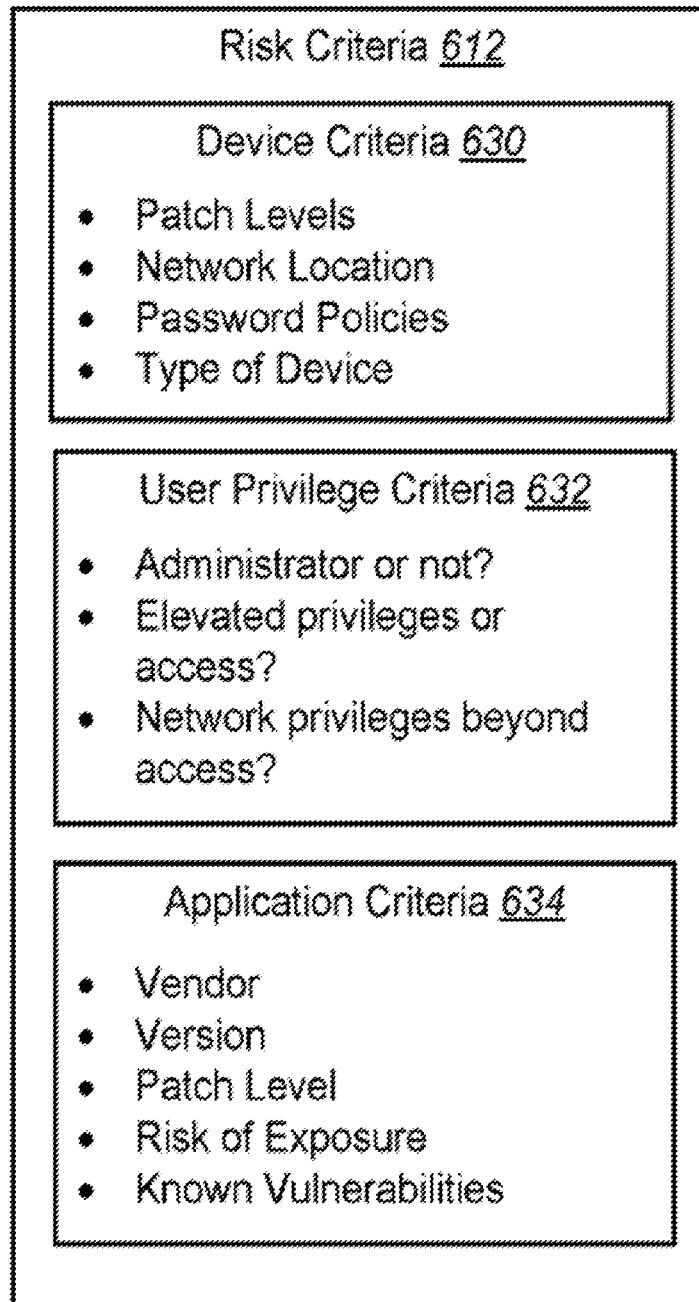 Risk Criteria 612
Device Criteria 630
• Patch Levels
• Network Location
• Password Policies
• Type of Device
User Privilege Criteria 632
• Administrator or not?
• Elevated privileges or
access?
• Network privileges beyond
access?
Application Criteria 634
• Vendor
• Version
• Patch Level
• Risk of Exposure
• Known Vulnerabilities